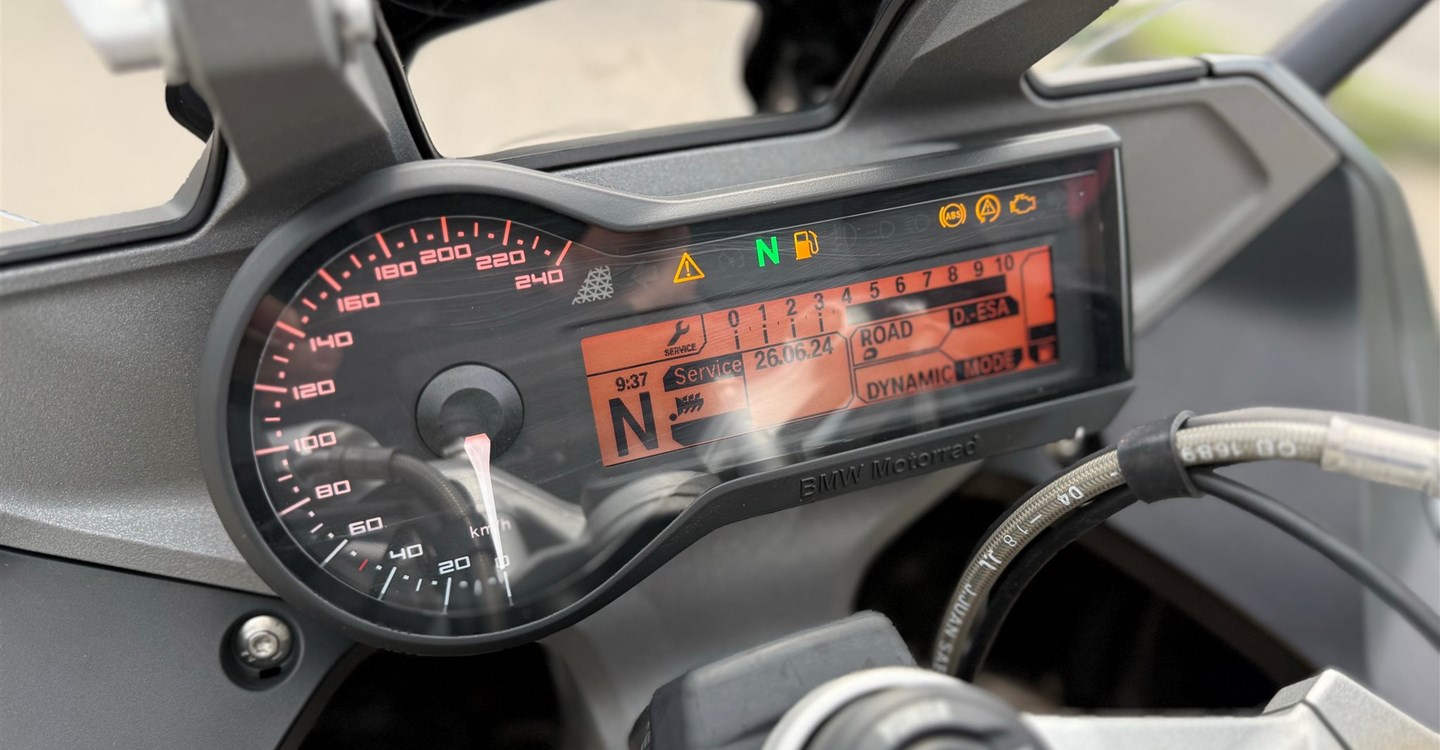 240
220
200
180
160
140
120
100
80
60
40
20
0
km/h
N
ABS
0 1 2 3 4 5 6 7 8 9 10
SERVICE
9:37
Service
26.06.24
ROAD
D.-ESA
N
DYNAMIC
MODE
BMW Motorrad
J.JUAN